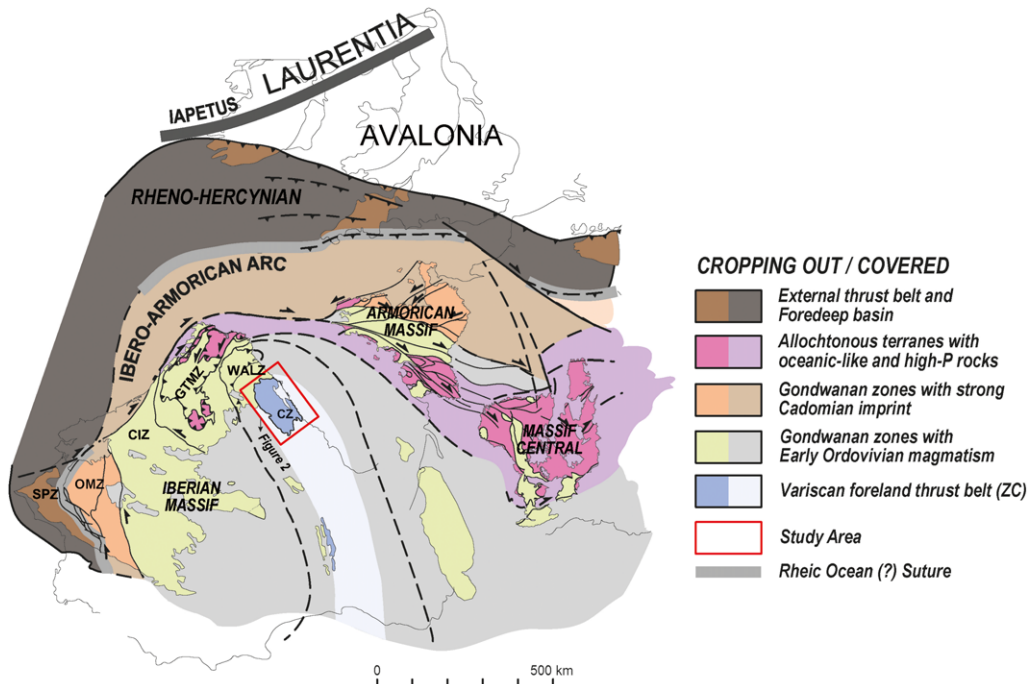 LAURENTIA
IAPETUS
AVALONIA
RHENO-HERCYNIAN
IBERO-ARMORICAN ARC
ARMORICAN
MASSIF
GTMZ
WALZ
CZ
CIZ
Figure 2
MASSIF
CENTRAL
SPZ
OMZ
IBERIAN
MASSIF
0
500 km
CROPPING OUT / COVERED
External thrust belt and
Foredeep basin
Allochtonous terranes with
oceanic-like and high-P rocks
Gondwanan zones with strong
Cadomian imprint
Gondwanan zones with
Early Ordovivian magmatism
Variscan foreland thrust belt (ZC)
Study Area
Rheic Ocean (?) Suture